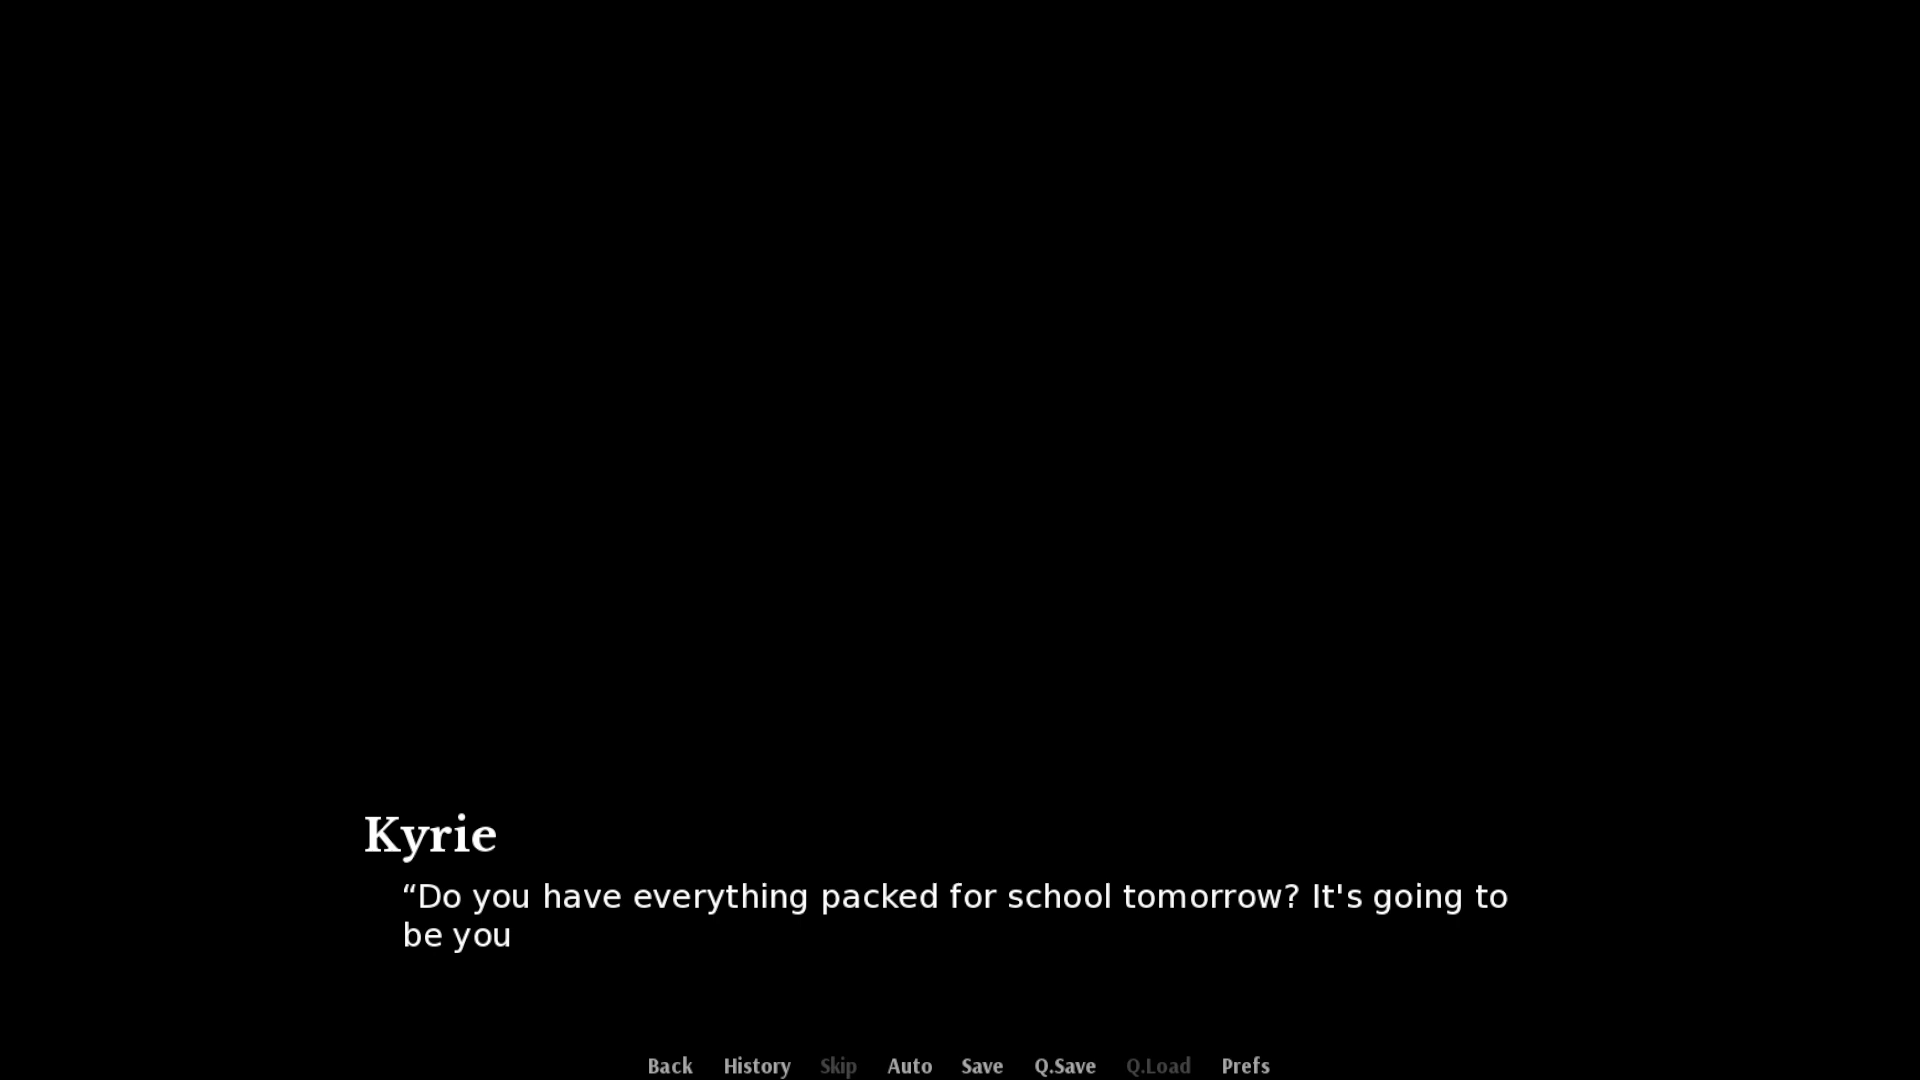 Kyrie
“Do you have everything packed for school tomorrow? It's going to
be you
Back History Skip Auto Save Q.Save Q.Load Prefs